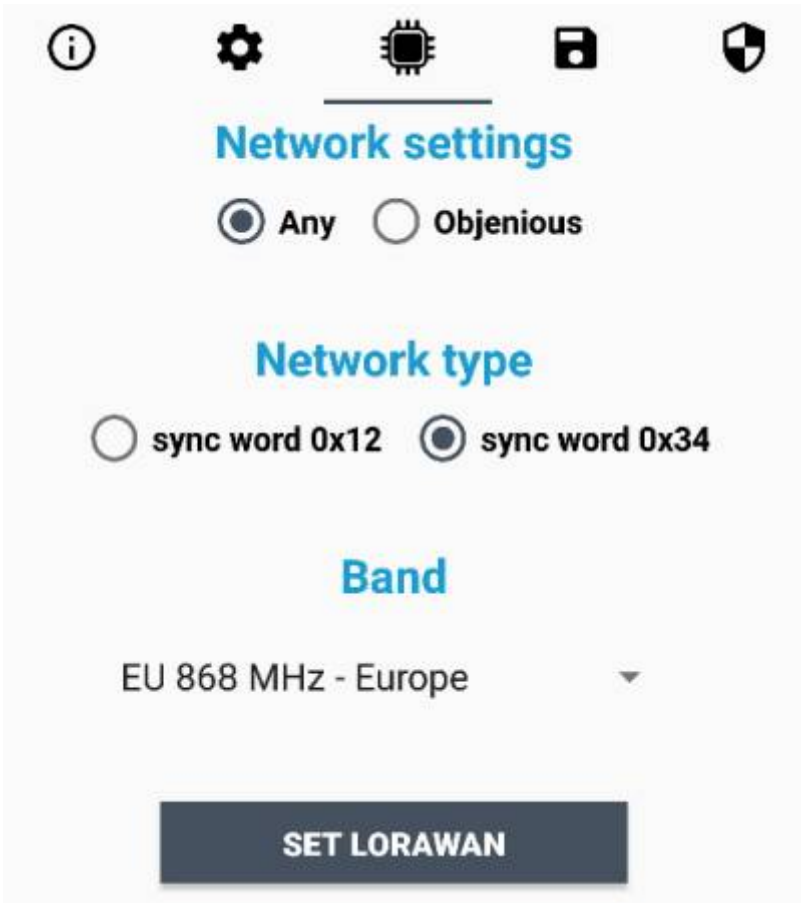 Network settings
Any Objenious
Network type
sync word 0x12 sync word 0x34
Band
EU 868 MHz - Europe
SET LORAWAN